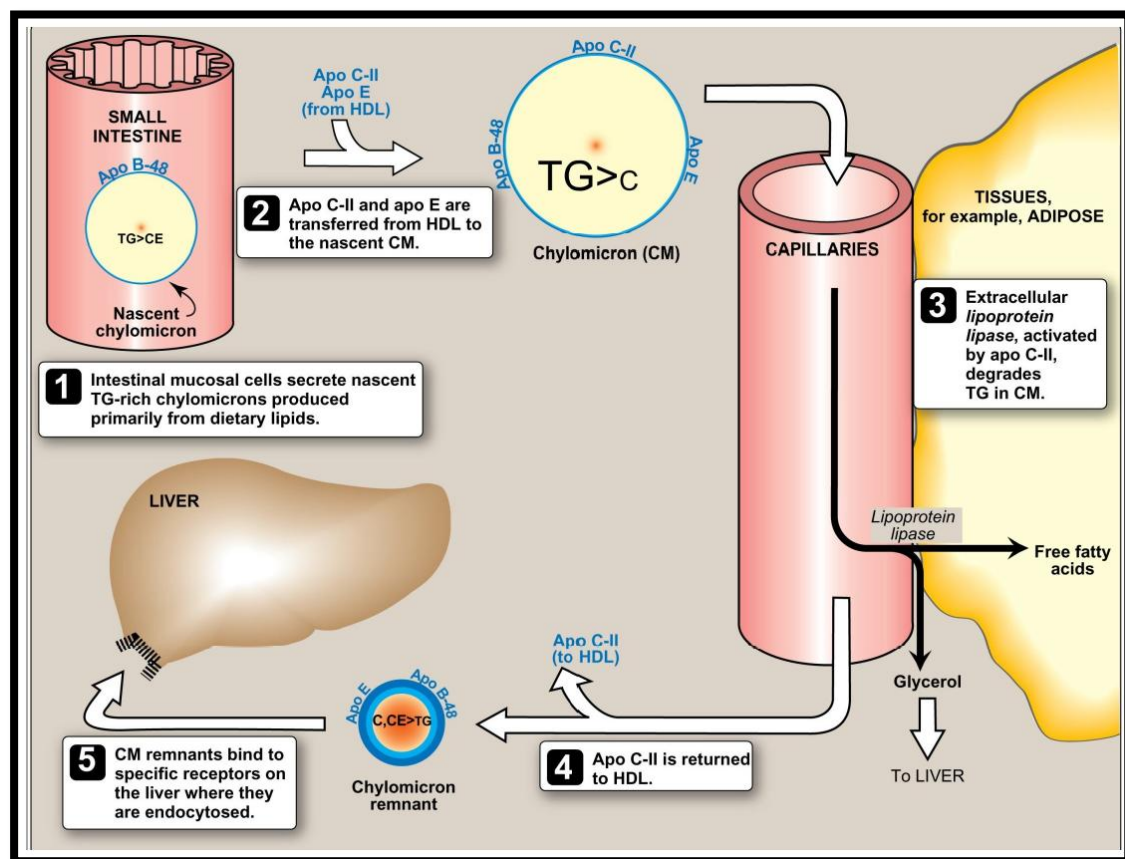 SMALL
INTESTINE
Apo B-48
TG>CE
Nascent
chylomicron
Apo C-II
Apo E
(from HDL)
2 Apo C-II and apo E are
transferred from HDL to
the nascent CM.
Apo C-II
Apo B-48
Apo E
TG>C
Chylomicron (CM)
CAPILLARIES
TISSUES,
for example, ADIPOSE
3 Extracellular
lipoprotein
lipase, activated
by apo C-II,
degrades
TG in CM.
1 Intestinal mucosal cells secrete nascent
TG-rich chylomicrons produced
primarily from dietary lipids.
LIVER
Lipoprotein
lipase
Free fatty
acids
Glycerol
To LIVER
Apo C-II
(to HDL)
4 Apo C-II is returned
to HDL.
Apo E
Apo B-48
C,CE>TG
Chylomicron
remnant
5 CM remnants bind to
specific receptors on
the liver where they
are endocytosed.